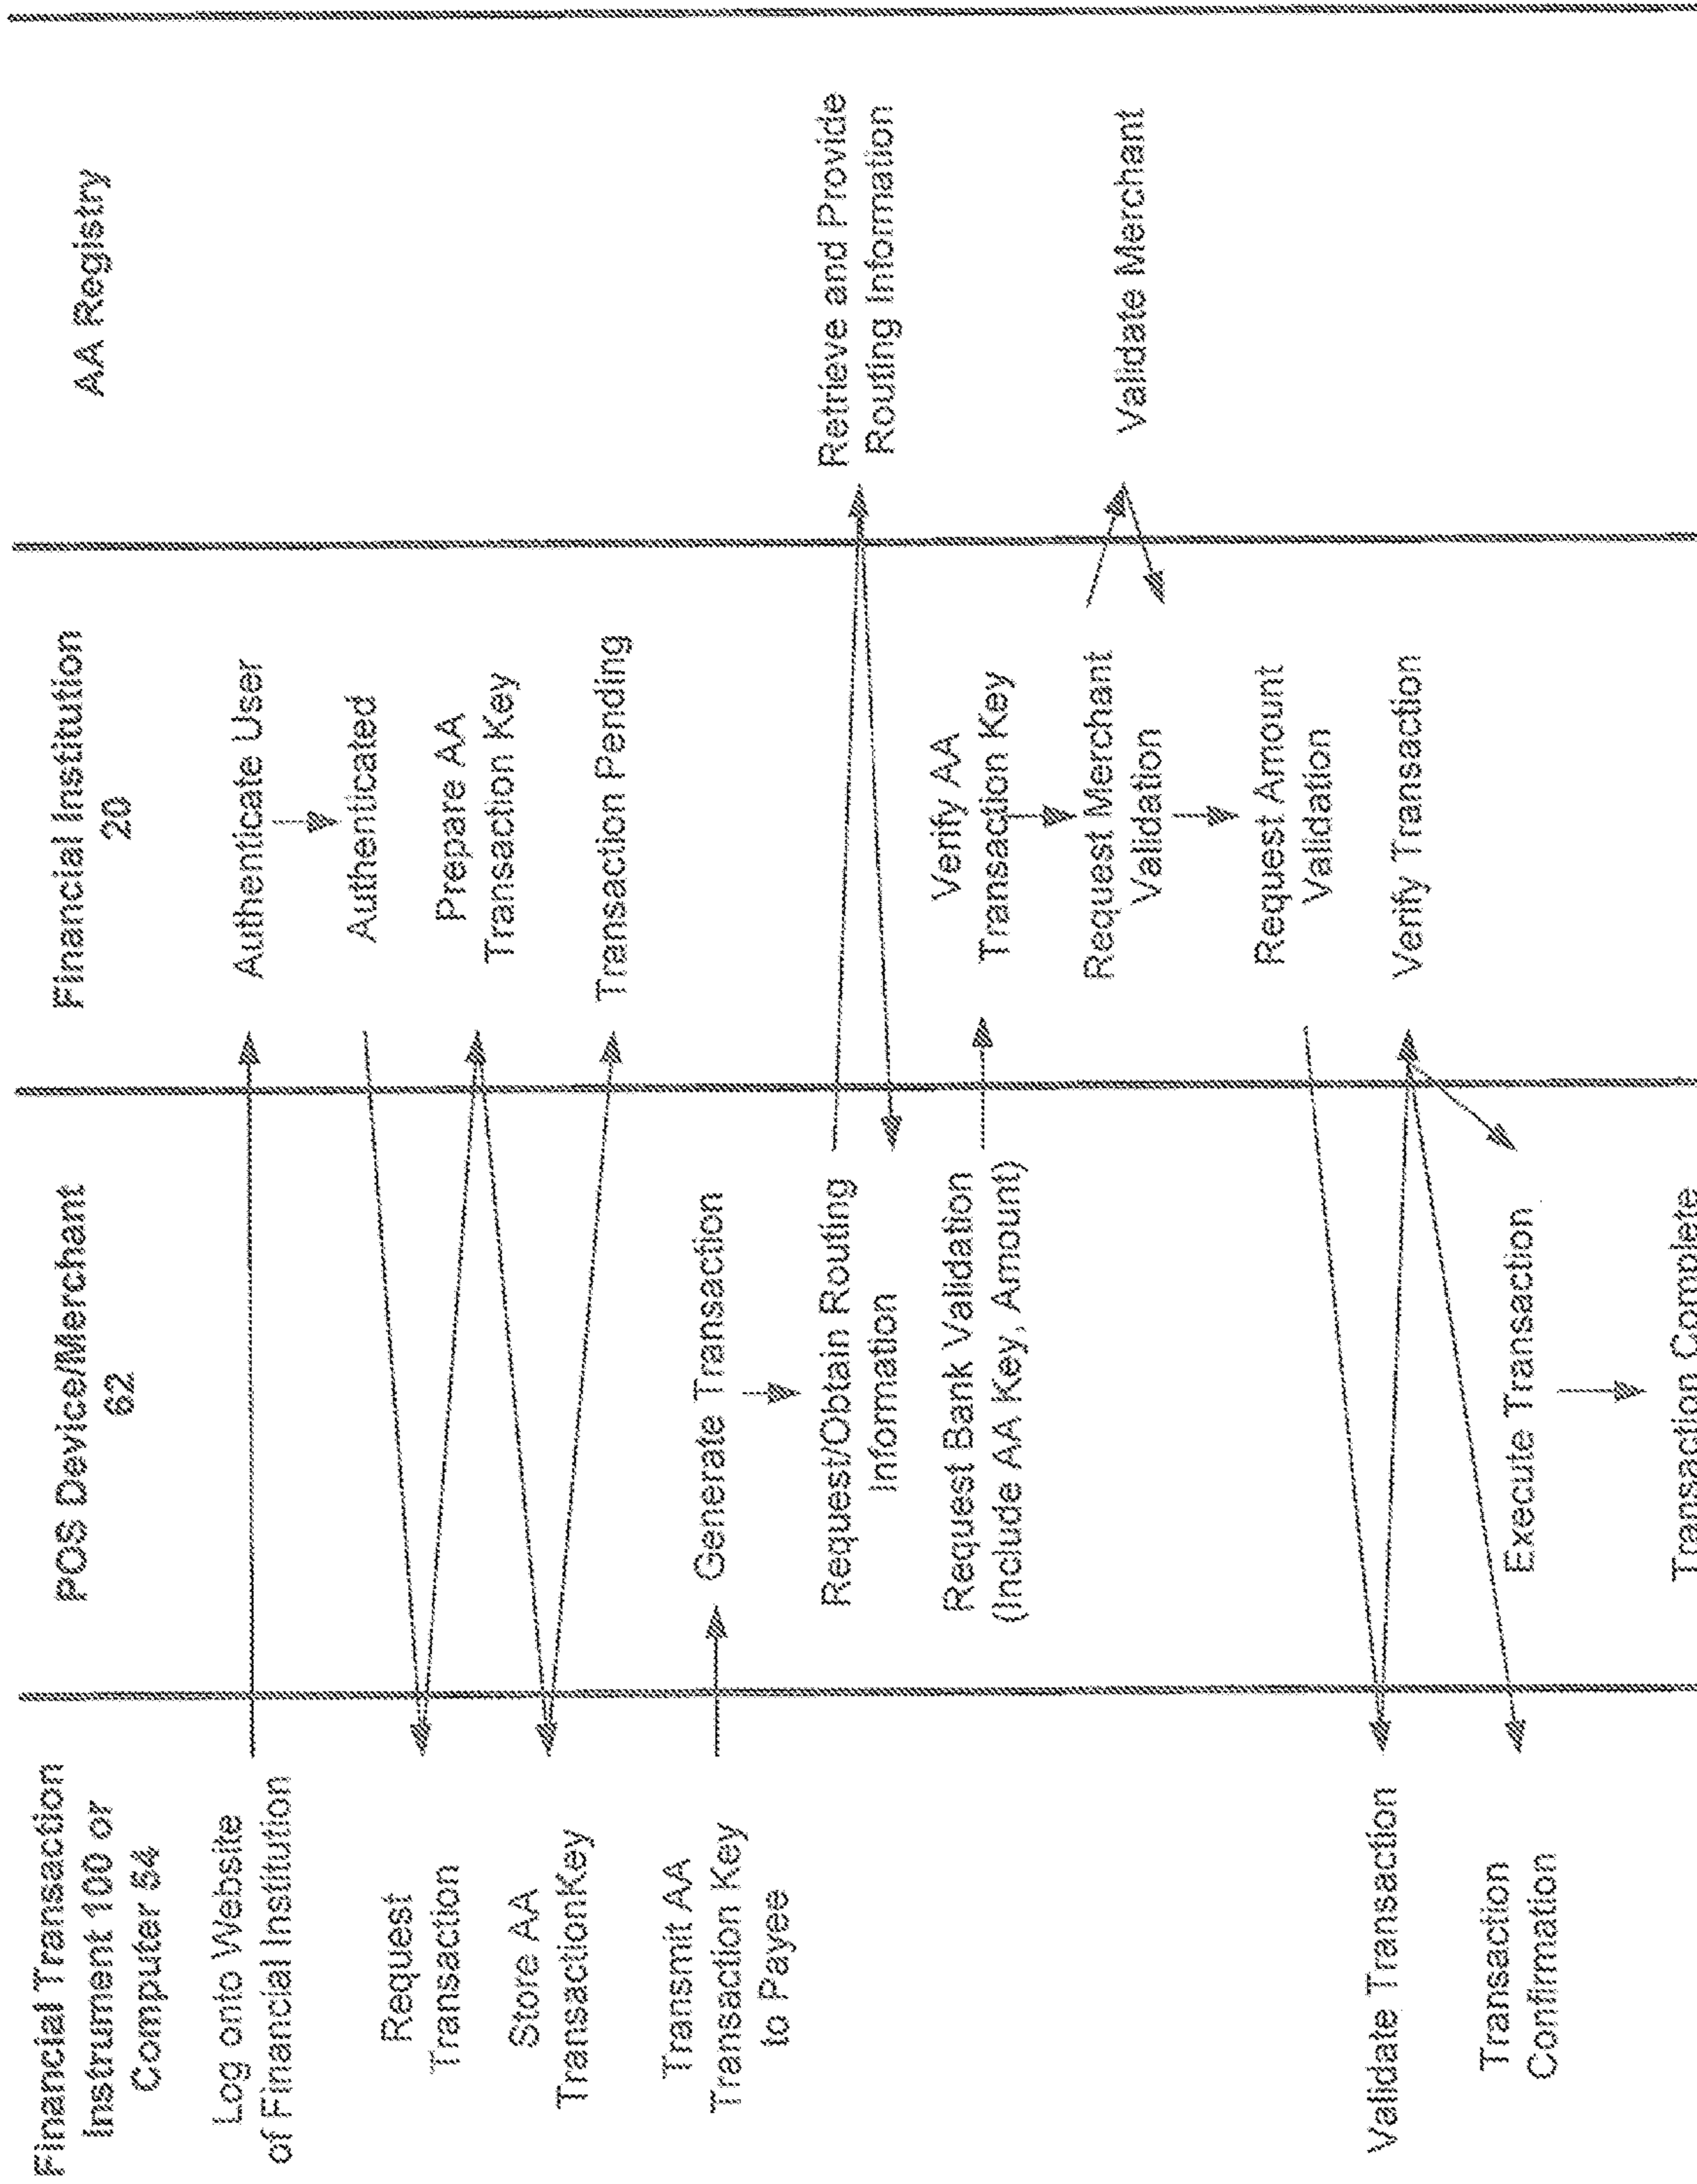 Financial Transaction
Instrument 100 or
Computer
Log onto Website
of Financial Institution
Request
Transaction
Store AA
TransactionKey
Transmit AA
Transaction Key
to Payee
Validate Transaction
Transaction
Confirmation
POS Device/Merchant
62
Generate Transaction
Request/Obtain Routing
Information
Request Bank Validation
(Include AA Key, Amount)
Execute Transaction
Transaction Complete
Financial Institution
20
Authenticate User
Authenticated
Prepare AA
Transaction Key
Transaction Pending
Verify AA
Transaction Key
Request Merchant
Validation
Request Amount
Validation
Verify Transaction
AA Registry
Retrieve and Provide
Routing Information
Validate Merchant